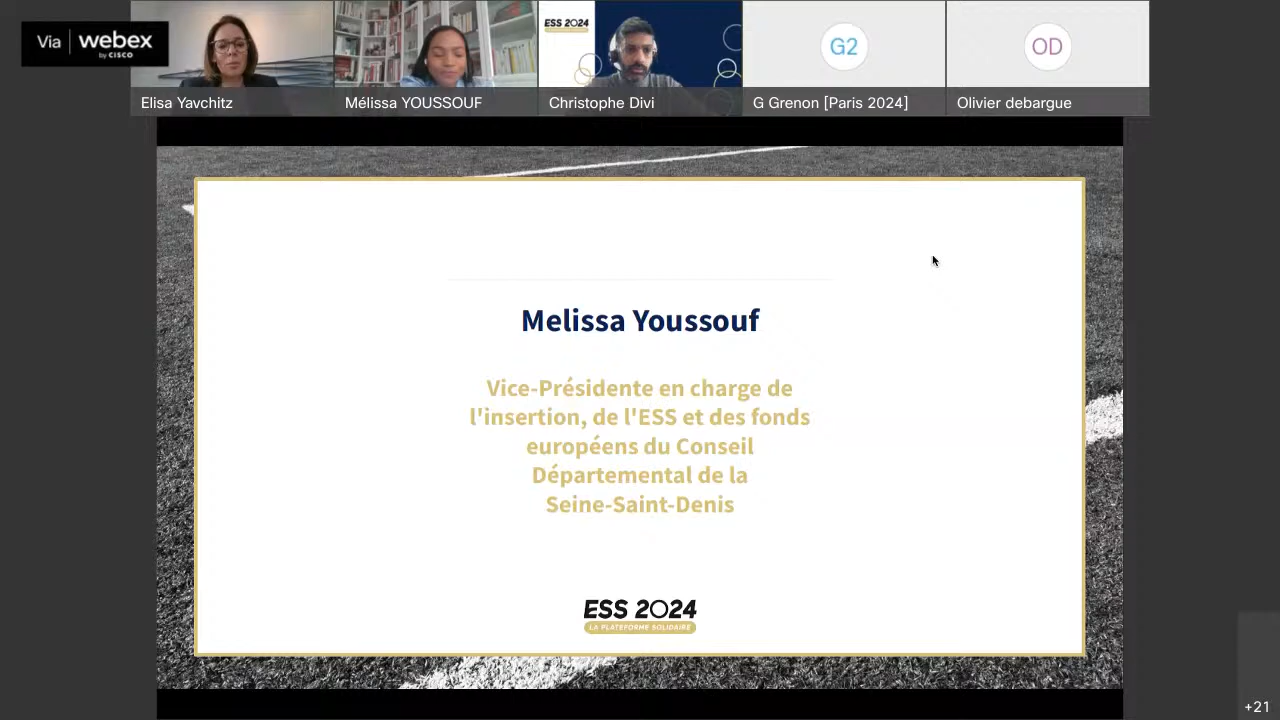 Via webex
by CISCO
ESS 2024
Elisa Yavchitz
Mélissa YOUSSOUF
Christophe Divi
G2
G Grenon [Paris 2024]
OD
Olivier debargue
Melissa Youssouf
Vice-Présidente en charge de
l'insertion, de l'ESS et des fonds
européens du Conseil
Départemental de la
Seine-Saint-Denis
ESS 2024
LA PLATEFORME SOLIDAIRE
+21